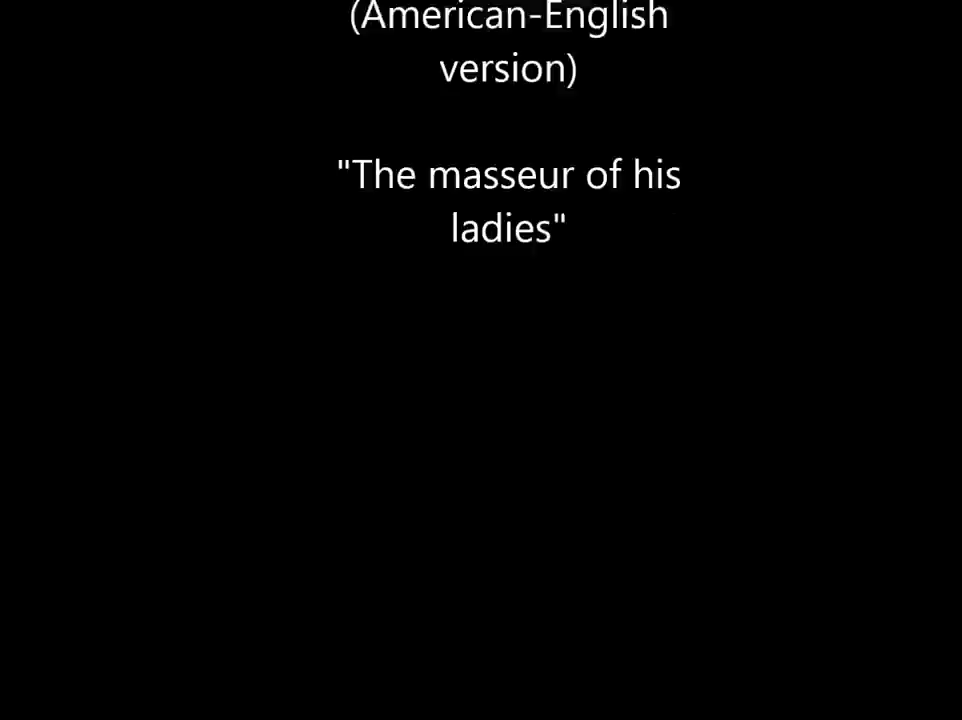 (American-English
version)
"The masseur of his
ladies"